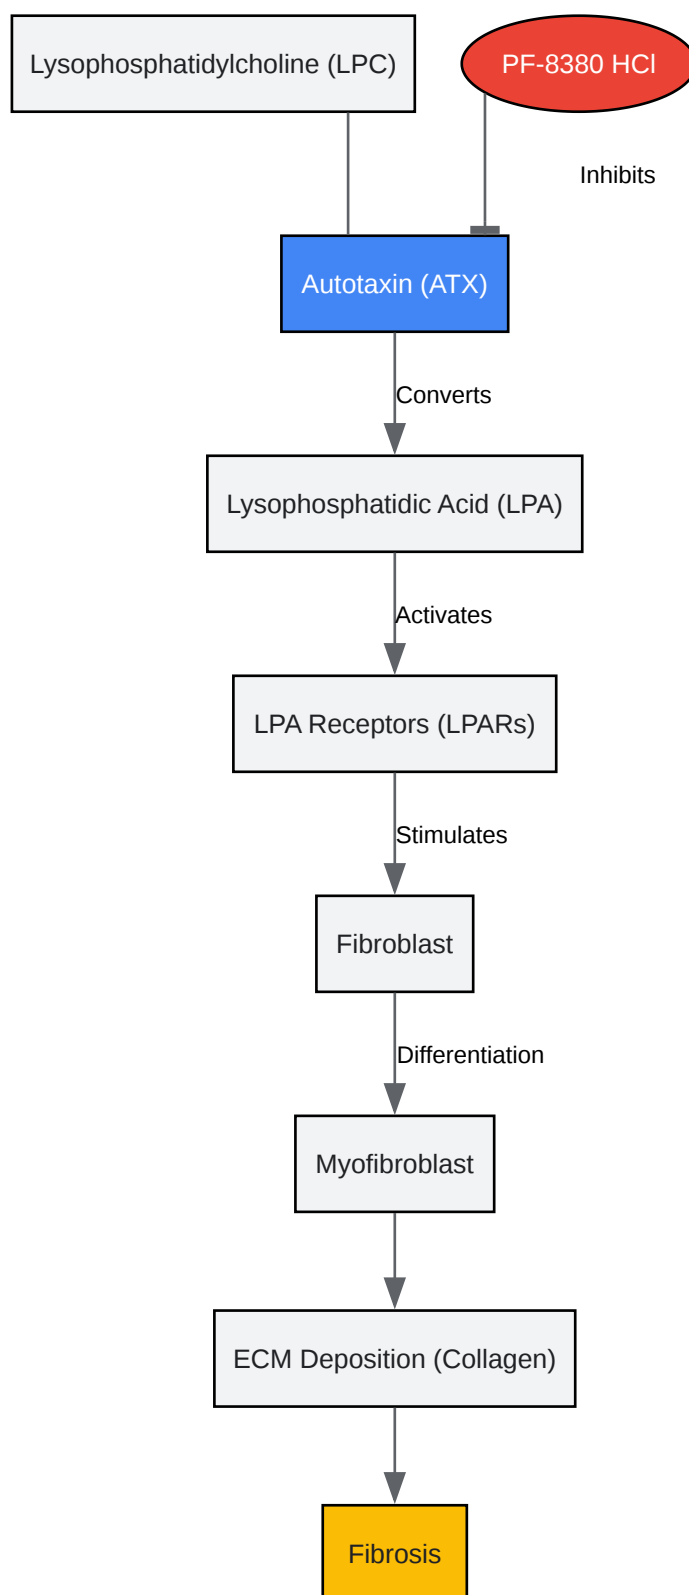 Lysophosphatidylcholine (LPC)
PF-8380 HCl
Inhibits
Autotaxin (ATX)
Converts
Lysophosphatidic Acid (LPA)
Activates
LPA Receptors (LPARs)
Stimulates
Fibroblast
Differentiation
Myofibroblast
ECM Deposition (Collagen)
Fibrosis